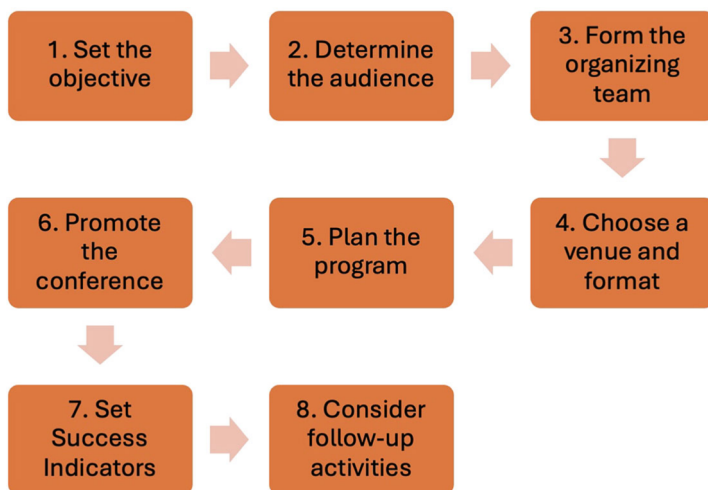 1. Set the
objective
2. Determine
the audience
3. Form the
organizing
team
4. Choose a
venue and
format
5. Plan the
program
6. Promote
the
conference
7. Set
Success
Indicators
8. Consider
follow-up
activities